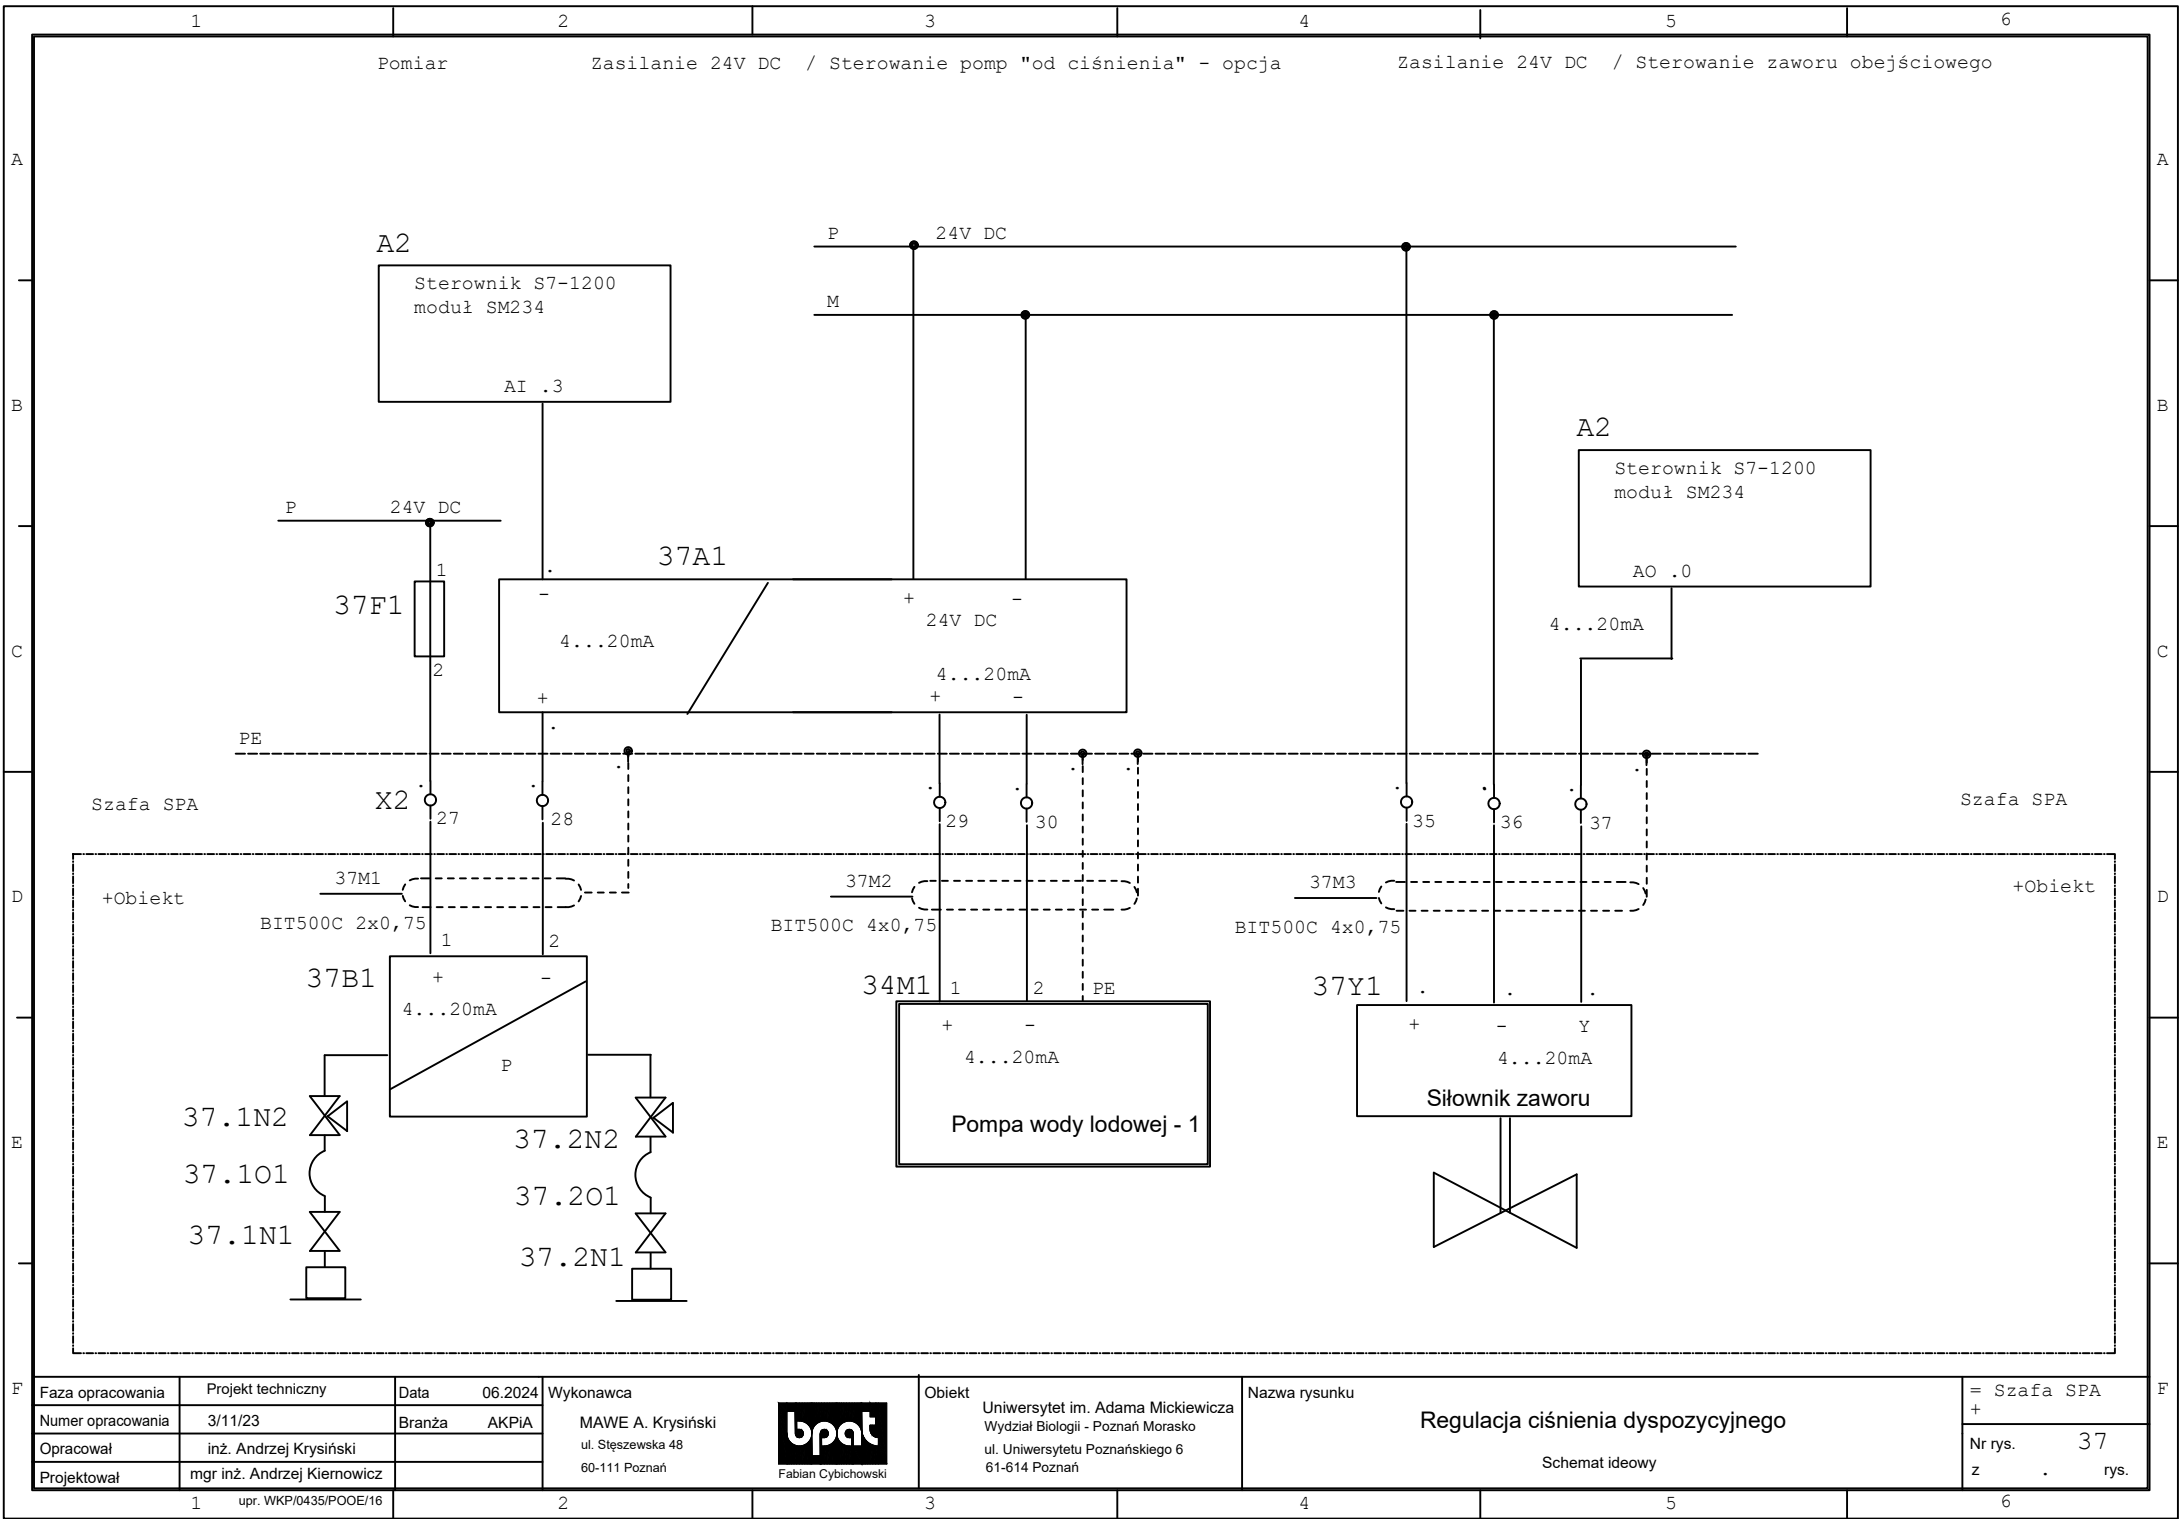 1 2 3 4 5 6
Pomiar Zasilanie 24V DC / Sterowanie pomp "od ciśnienia" - opcja Zasilanie 24V DC / Sterowanie zaworu obejściowego
A A
A2
Sterownik S7-1200
moduł SM234
AI .3
P 24V DC
M
B B
A2
Sterownik S7-1200
moduł SM234
AO .0
4...20mA
P 24V DC
1
37F1
2
37A1
- + -
24V DC
4...20mA
4...20mA
+ + -
C C
PE
Szafa SPA X2 27 28 29 30 35 36 37 Szafa SPA
D D
+Obiekt +Obiekt
37M1
BIT500C 2x0,75
37M2
BIT500C 4x0,75
37M3
BIT500C 4x0,75
1 2
37B1
+ -
4...20mA
P
34M1 1 2 PE
+ -
4...20mA
Pompa wody lodowej - 1
37Y1
+ - Y
4...20mA
Siłownik zaworu
E E
37.1N2
37.1O1
37.1N1
37.2N2
37.2O1
37.2N1
F F
Faza opracowania Projekt techniczny Data 06.2024
Numer opracowania 3/11/23 Branża AKPiA
Opracował inż. Andrzej Krysiński
Projektował mgr inż. Andrzej Kiernowicz
upr. WKP/0435/POOE/16
Wykonawca
MAWE A. Krysiński
ul. Stęszewska 48
60-111 Poznań
bpat
Fabian Cybichowski
Obiekt
Uniwersytet im. Adama Mickiewicza
Wydział Biologii - Poznań Morasko
ul. Uniwersytetu Poznańskiego 6
61-614 Poznań
Nazwa rysunku
Regulacja ciśnienia dyspozycyjnego
Schemat ideowy
= Szafa SPA
+
Nr rys. 37
z . rys.
1 2 3 4 5 6